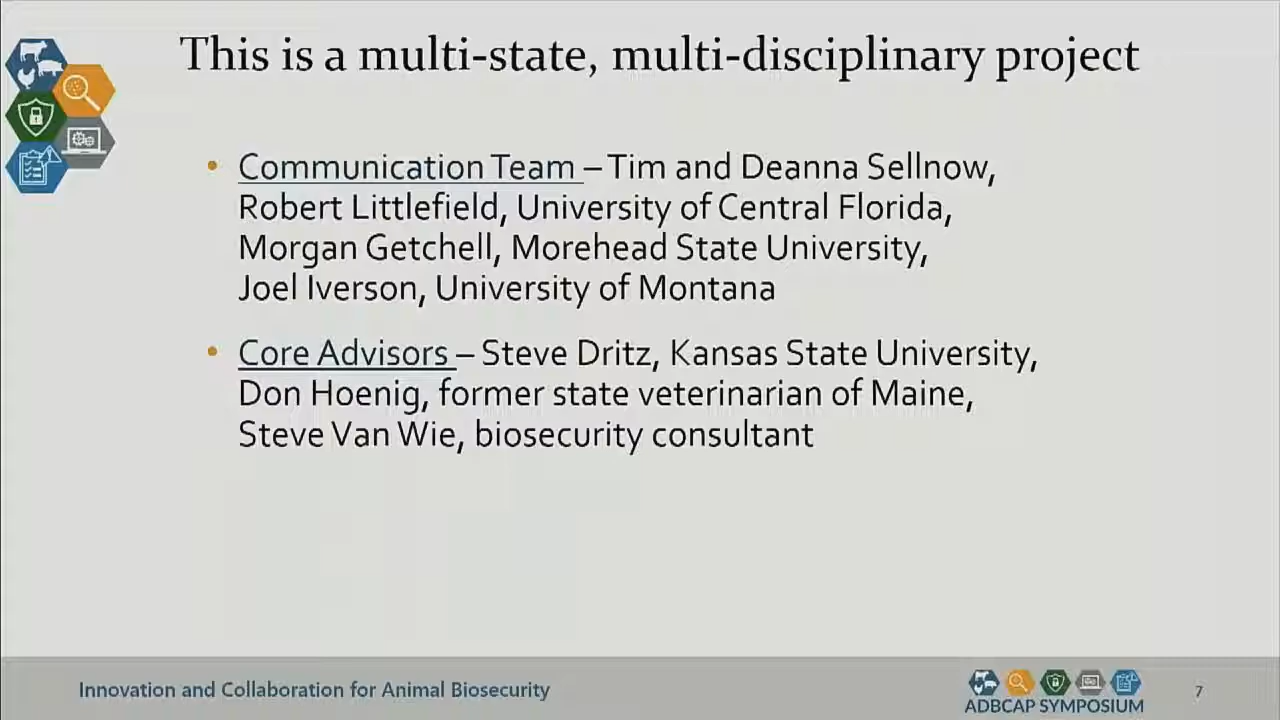 This is a multi-state, multi-disciplinary project
• Communication Team – Tim and Deanna Sellnow,
Robert Littlefield, University of Central Florida,
Morgan Getchell, Morehead State University,
Joel Iverson, University of Montana
• Core Advisors – Steve Dritz, Kansas State University,
Don Hoenig, former state veterinarian of Maine,
Steve Van Wie, biosecurity consultant
Innovation and Collaboration for Animal Biosecurity
ADBCAP SYMPOSIUM
7